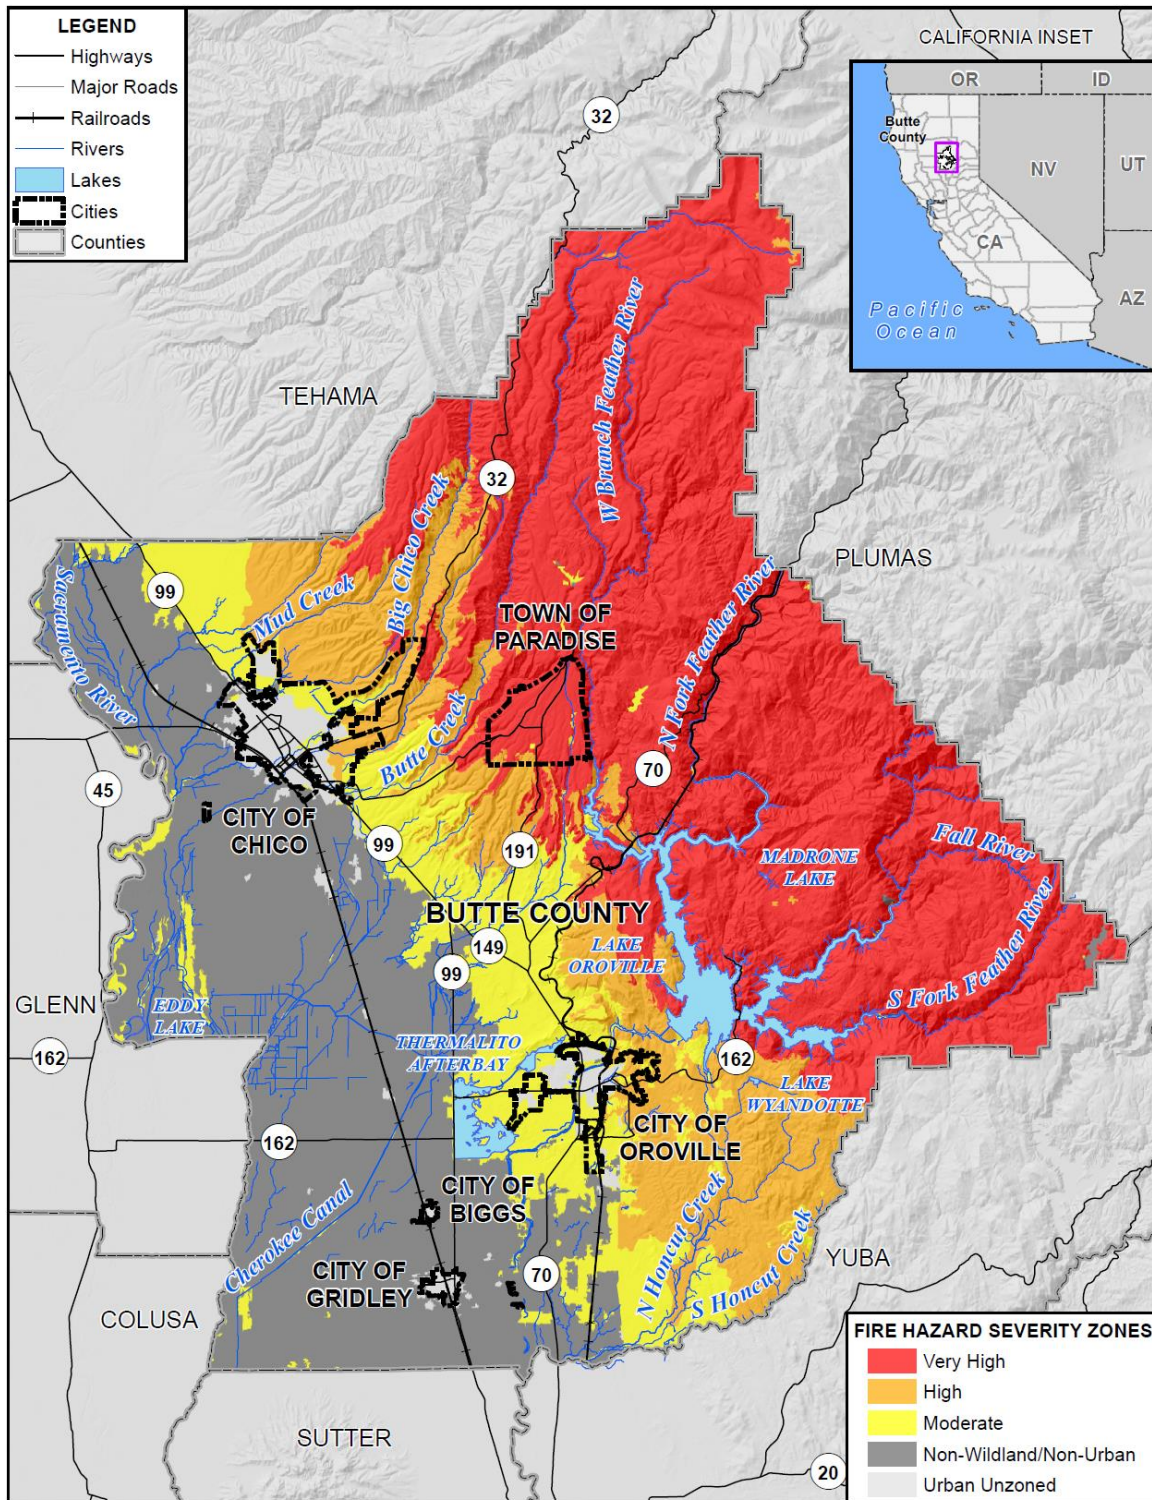 LEGEND
Highways
Major Roads
Railroads
Rivers
Lakes
Cities
Counties
CALIFORNIA INSET
OR
ID
Butte
County
NV
UT
CA
AZ
Pacific
Ocean
32
TEHAMA
W Branch Feather River
32
Big Chico Creek
PLUMAS
99
Mud Creek
Sacramento River
TOWN OF
PARADISE
N Fork Feather River
Butte Creek
70
45
CITY OF
CHICO
99
191
MADRONE
LAKE
Fall River
BUTTE COUNTY
149
99
LAKE
OROVILLE
S Fork Feather River
GLENN
EDDY
LAKE
THERMALITO
AFTERBAY
162
162
LAKE
WYANDOTTE
CITY OF
OROVILLE
162
CITY OF
BIGGS
Cherokee Canal
N Honcut Creek
S Honcut Creek
YUBA
CITY OF
GRIDLEY
70
COLUSA
SUTTER
20
FIRE HAZARD SEVERITY ZONES
Very High
High
Moderate
Non-Wildland/Non-Urban
Urban Unzoned